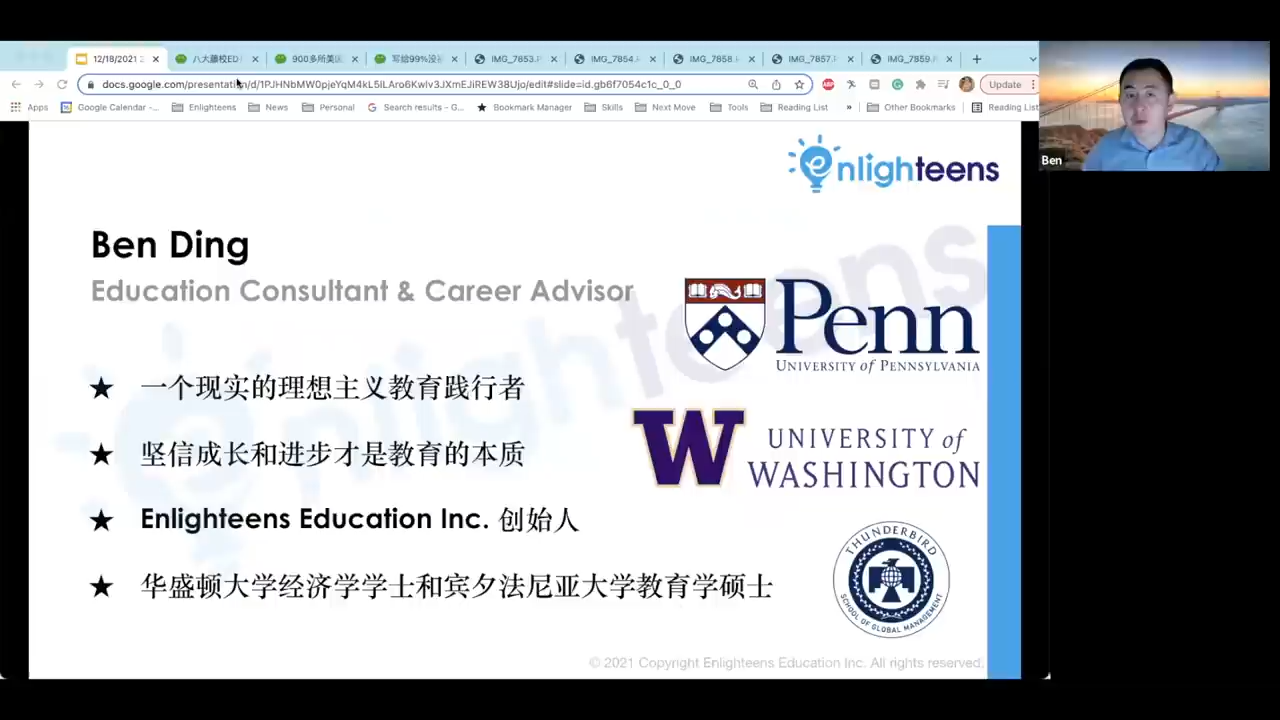 12/18/2021
八大藤校ED
900多所美
写给99%没
IMG_7853.
IMG_7854.
IMG_7858.
IMG_7857.
IMG_7859.
docs.google.com/presentation/d/1PJHNbMW0pjeYqM4kL5iLAro6Kwlv3JXmEJiREW38Ujo/edit#slide=id.gb6f7054c1c_0_0
Update
Apps
Google Calendar -...
Enlighteens
News
Personal
Search results - G...
Bookmark Manager
Skills
Next Move
Tools
Reading List
»
Other Bookmarks
Reading List
Ben
enlighteens
Ben Ding
Education Consultant & Career Advisor
Penn
UNIVERSITY of PENNSYLVANIA
★ 一个现实的理想主义教育践行者
W UNIVERSITY of
WASHINGTON
★ 坚信成长和进步才是教育的本质
★ Enlighteens Education Inc. 创始人
THUNDERBIRD
SCHOOL OF GLOBAL MANAGEMENT
★ 华盛顿大学经济学学士和宾夕法尼亚大学教育学硕士
© 2021 Copyright Enlighteens Education Inc. All rights reserved.
enlighteens